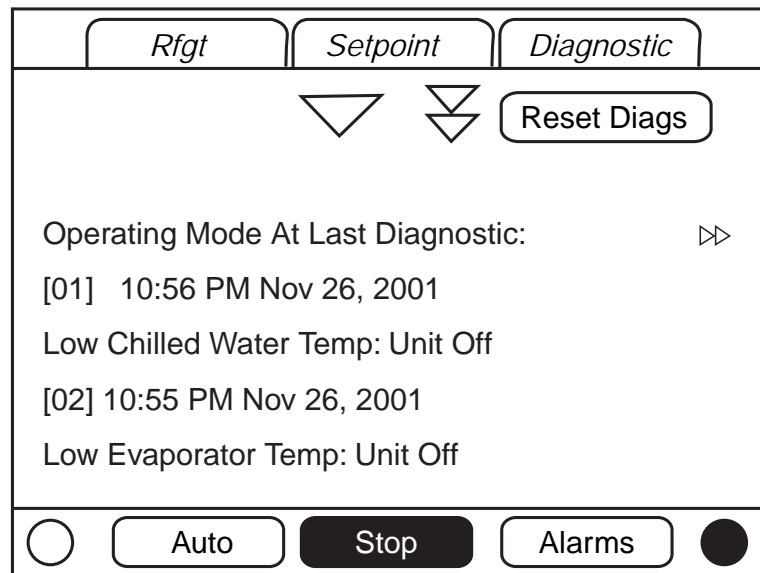 Rfgt Setpoint Diagnostic
Reset Diags
Operating Mode At Last Diagnostic:
[01] 10:56 PM Nov 26, 2001
Low Chilled Water Temp: Unit Off
[02] 10:55 PM Nov 26, 2001
Low Evaporator Temp: Unit Off
Auto Stop Alarms